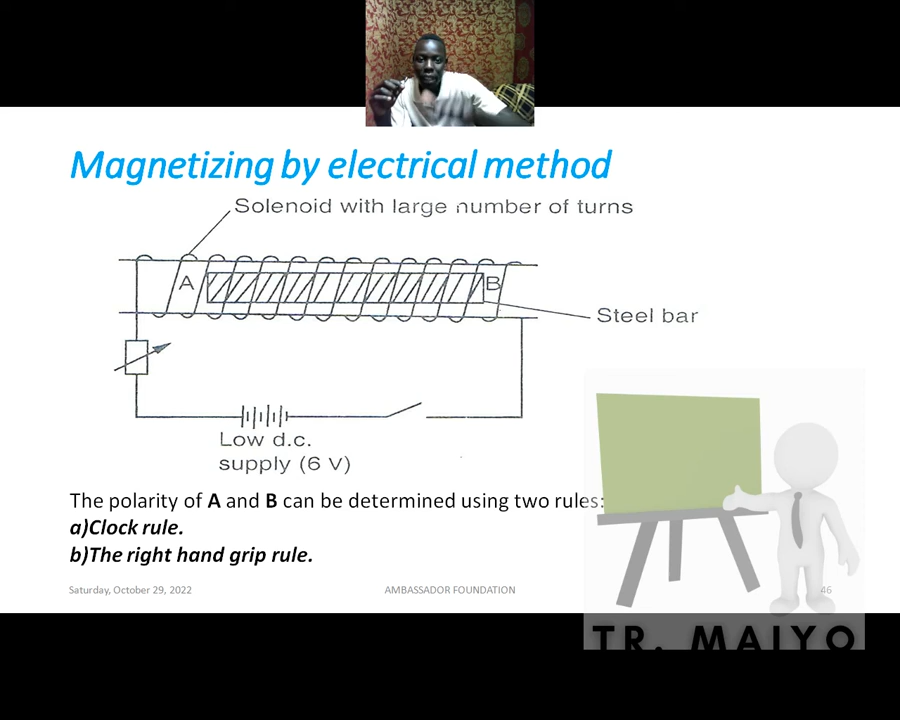 Magnetizing by electrical method
Solenoid with large number of turns
A
B
Steel bar
Low d.c.
supply (6 V)
The polarity of A and B can be determined using two rules:
a)Clock rule.
b)The right hand grip rule.
Saturday, October 29, 2022
AMBASSADOR FOUNDATION
46
TR. MAIYO